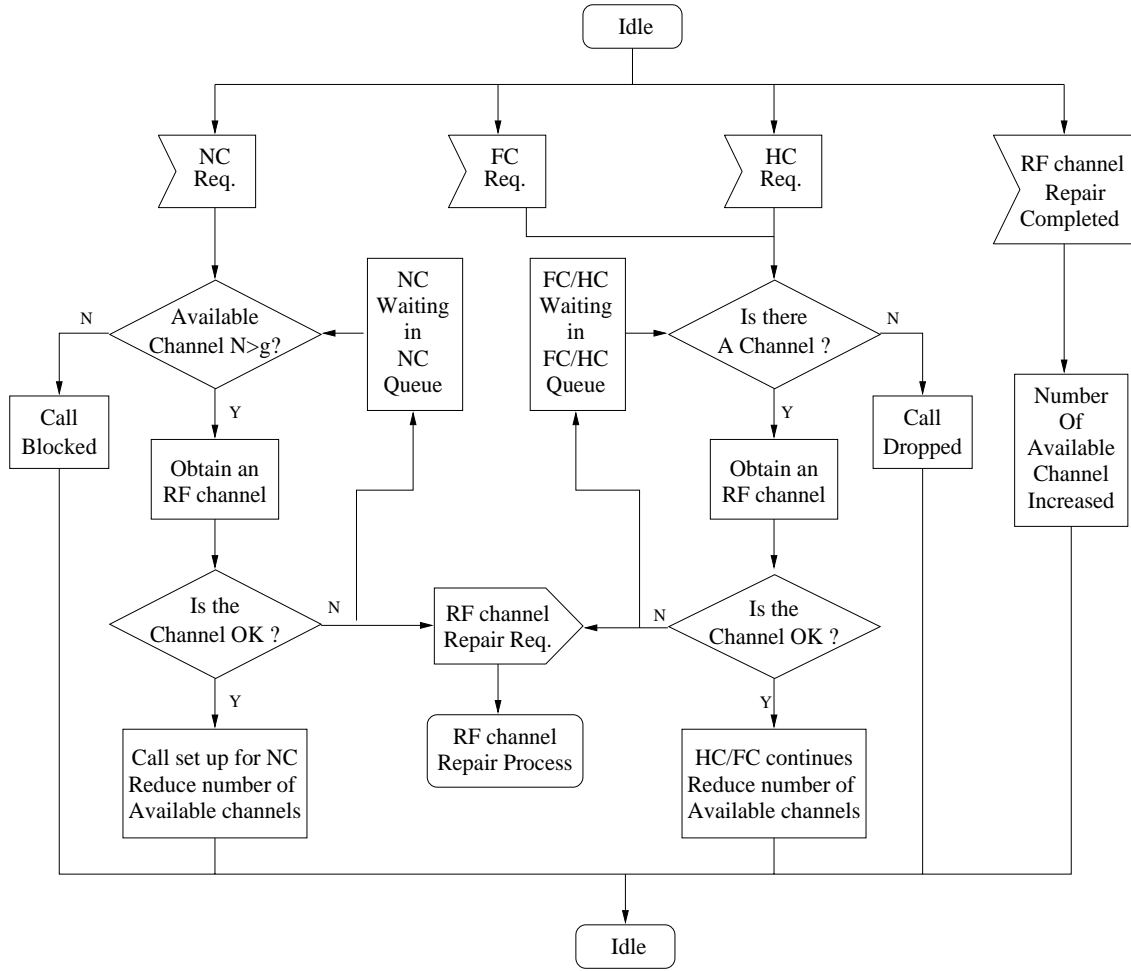 Idle
NC
Req.
FC
Req.
HC
Req.
RF channel
Repair
Completed
N
Available
Channel N>g?
NC
Waiting
in
NC
Queue
FC/HC
Waiting
in
FC/HC
Queue
Is there
A Channel ?
N
Call
Blocked
Y
Y
Call
Dropped
Number
Of
Available
Channel
Increased
Obtain an
RF channel
Obtain an
RF channel
Is the
Channel OK ?
N
RF channel
Repair Req.
N
Is the
Channel OK ?
Y
Y
Call set up for NC
Reduce number of
Available channels
RF channel
Repair Process
HC/FC continues
Reduce number of
Available channels
Idle